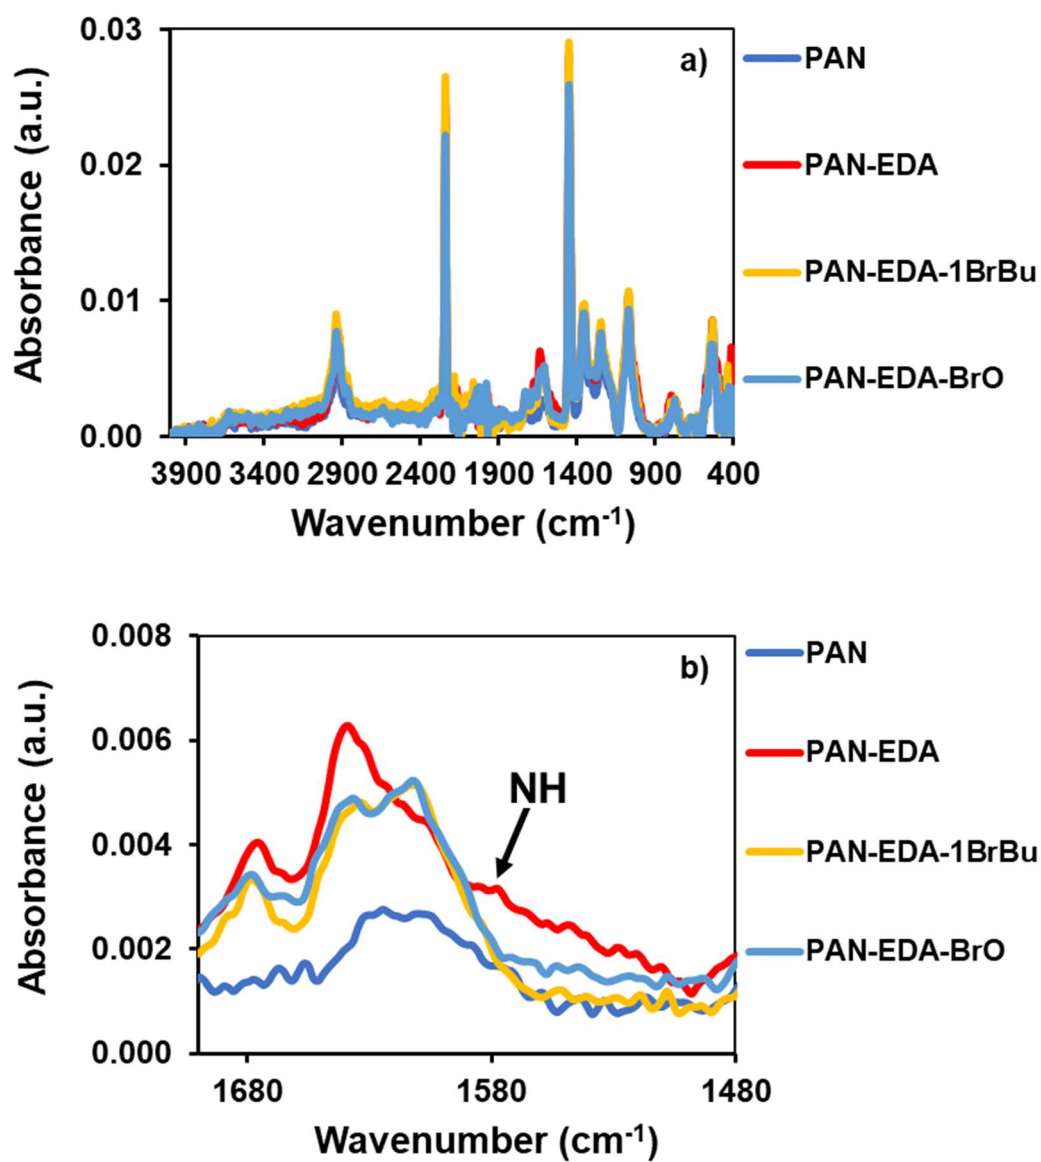 0.03
a)
PAN
Absorbance (a.u.)
0.02
PAN-EDA
PAN-EDA-1BrBu
0.01
PAN-EDA-BrO
0.00
3900 3400 2900 2400 1900 1400 900 400
Wavenumber (cm⁻¹)
0.008
b)
PAN
Absorbance (a.u.)
0.006
PAN-EDA
NH
0.004
PAN-EDA-1BrBu
0.002
PAN-EDA-BrO
0.000
1680 1580 1480
Wavenumber (cm⁻¹)